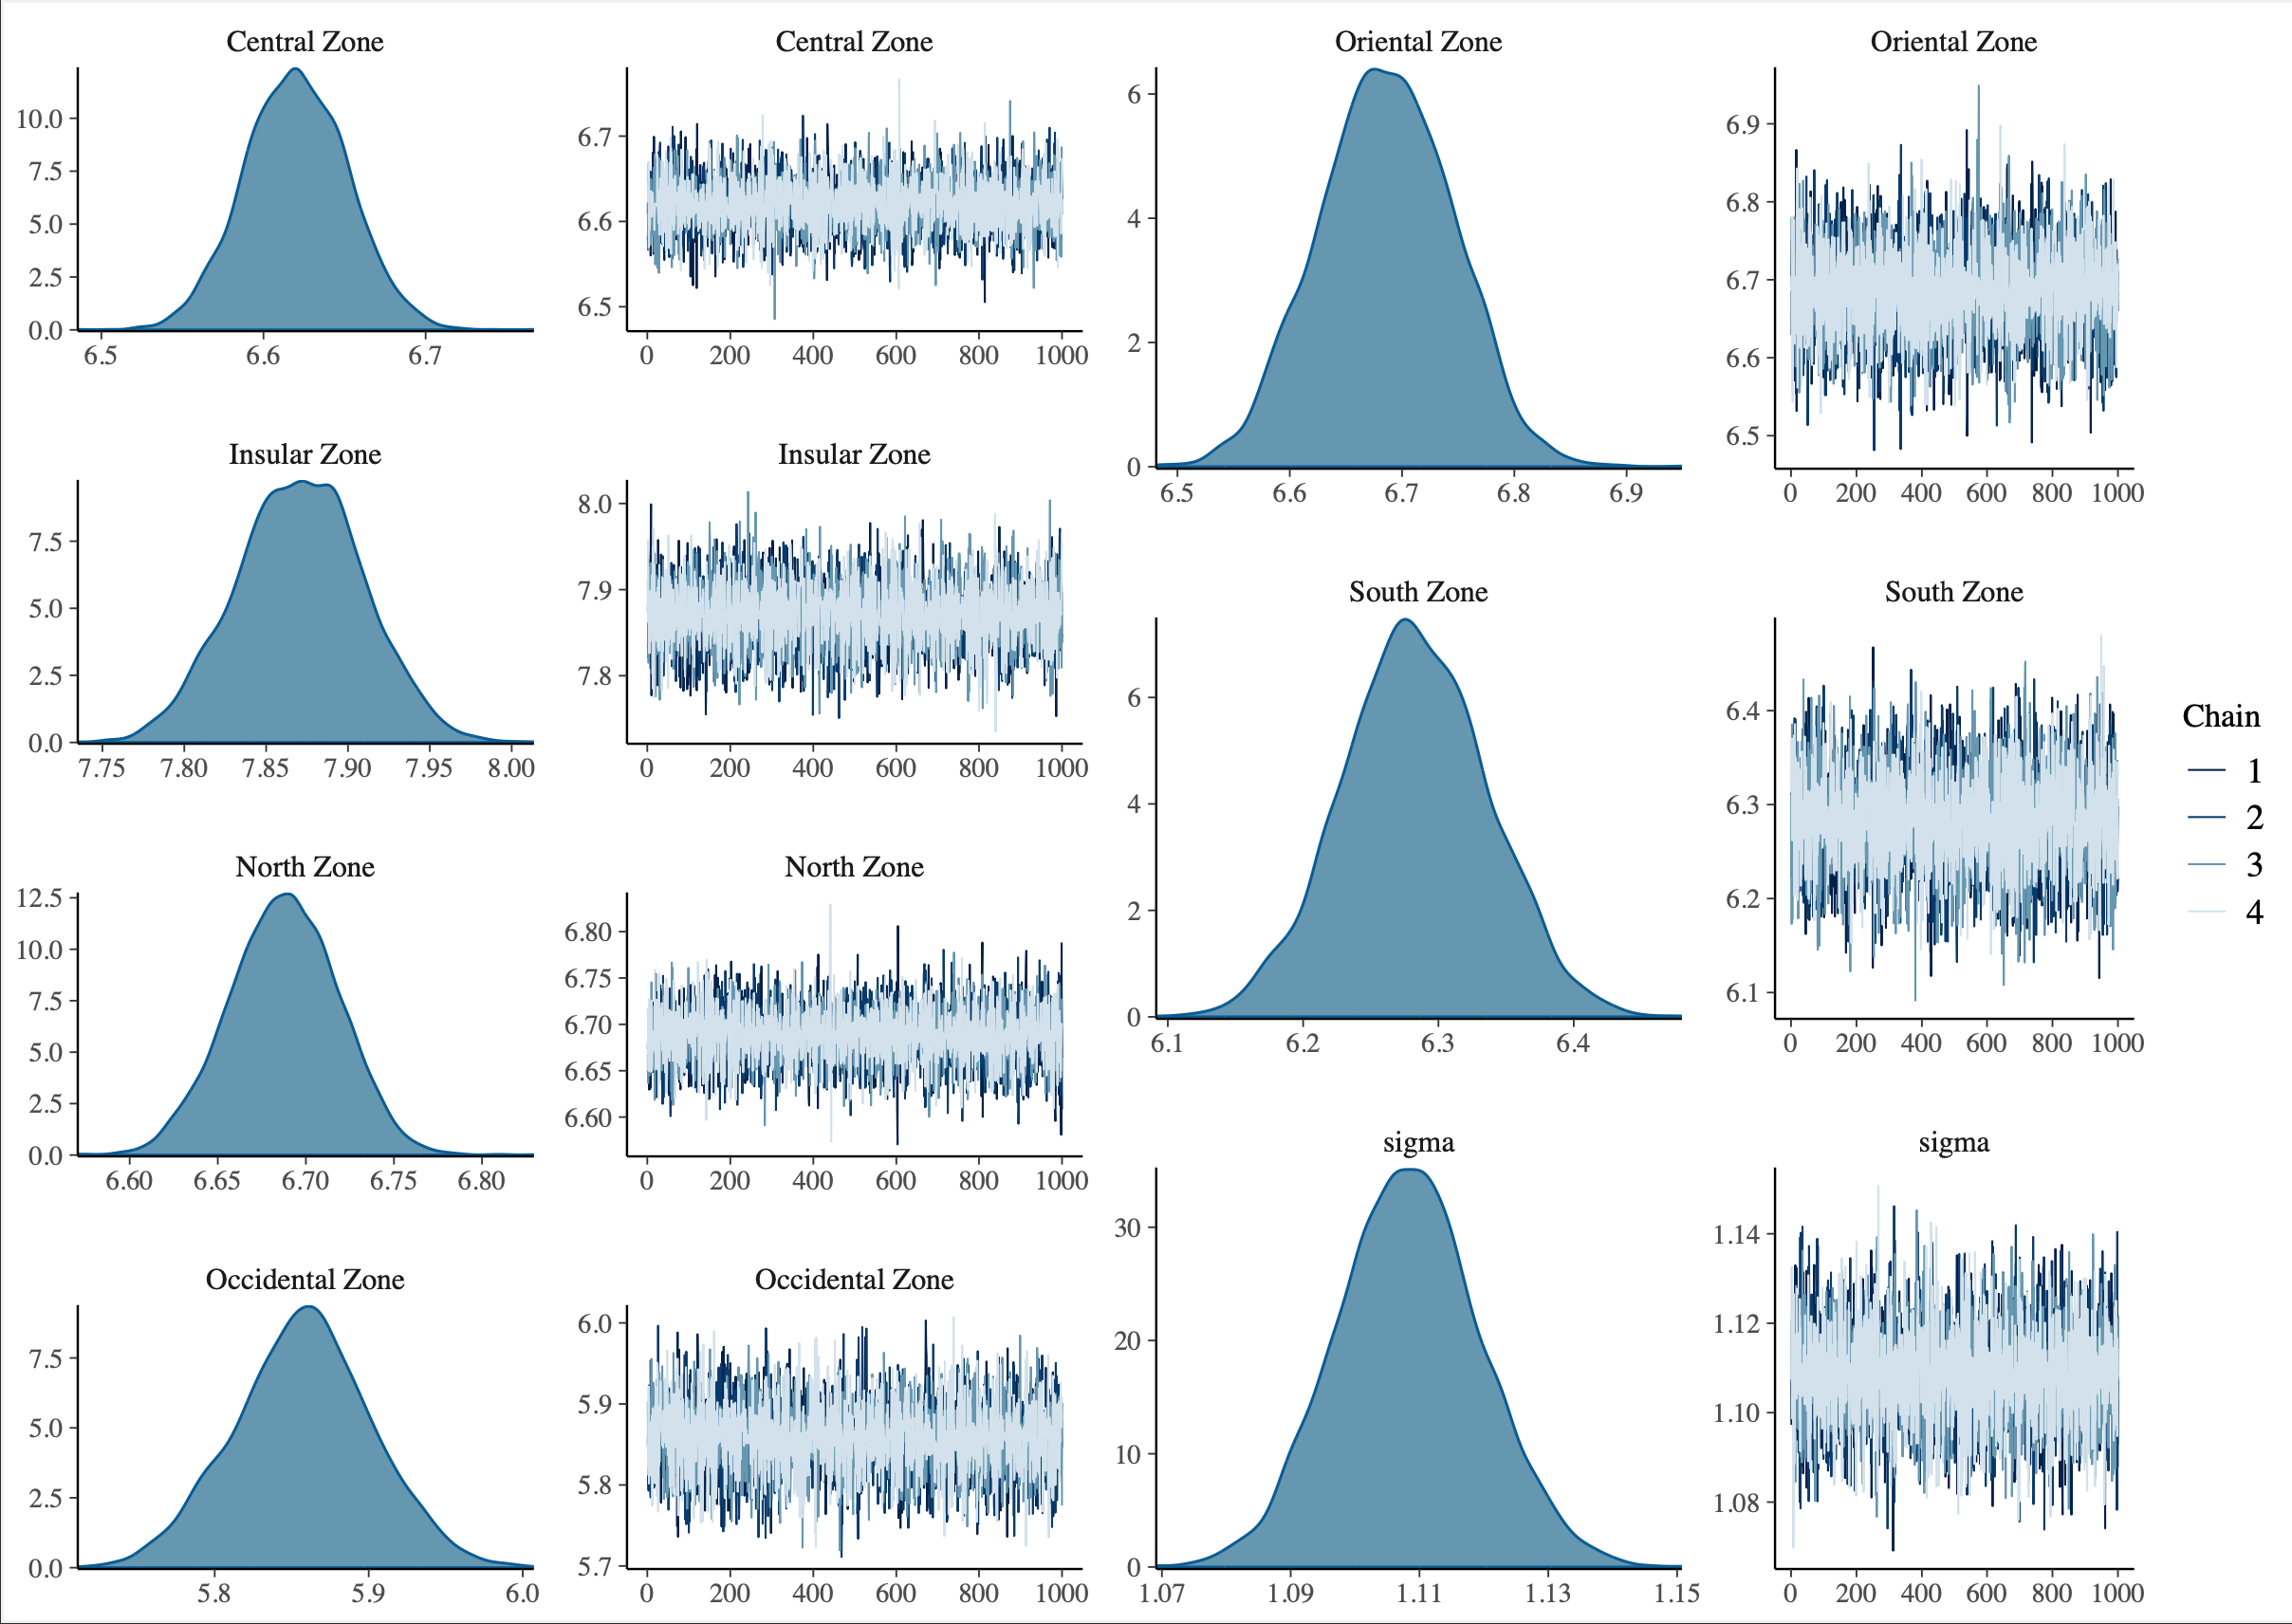 Central Zone
10.0
7.5
5.0
2.5
0.0
6.5 6.6 6.7
Central Zone
6.7
6.6
6.5
0 200 400 600 800 1000
Insular Zone
7.5
5.0
2.5
0.0
7.75 7.80 7.85 7.90 7.95 8.00
Insular Zone
8.0
7.9
7.8
0 200 400 600 800 1000
North Zone
12.5
10.0
7.5
5.0
2.5
0.0
6.60 6.65 6.70 6.75 6.80
North Zone
6.80
6.75
6.70
6.65
6.60
0 200 400 600 800 1000
Occidental Zone
7.5
5.0
2.5
0.0
5.8 5.9 6.0
Occidental Zone
6.0
5.9
5.8
5.7
0 200 400 600 800 1000
Oriental Zone
6
4
2
0
6.5 6.6 6.7 6.8 6.9
Oriental Zone
6.9
6.8
6.7
6.6
6.5
0 200 400 600 800 1000
South Zone
6
4
2
0
6.1 6.2 6.3 6.4
South Zone
6.4
6.3
6.2
6.1
0 200 400 600 800 1000
sigma
30
20
10
0
1.07 1.09 1.11 1.13 1.15
sigma
1.14
1.12
1.10
1.08
0 200 400 600 800 1000
Chain
1
2
3
4